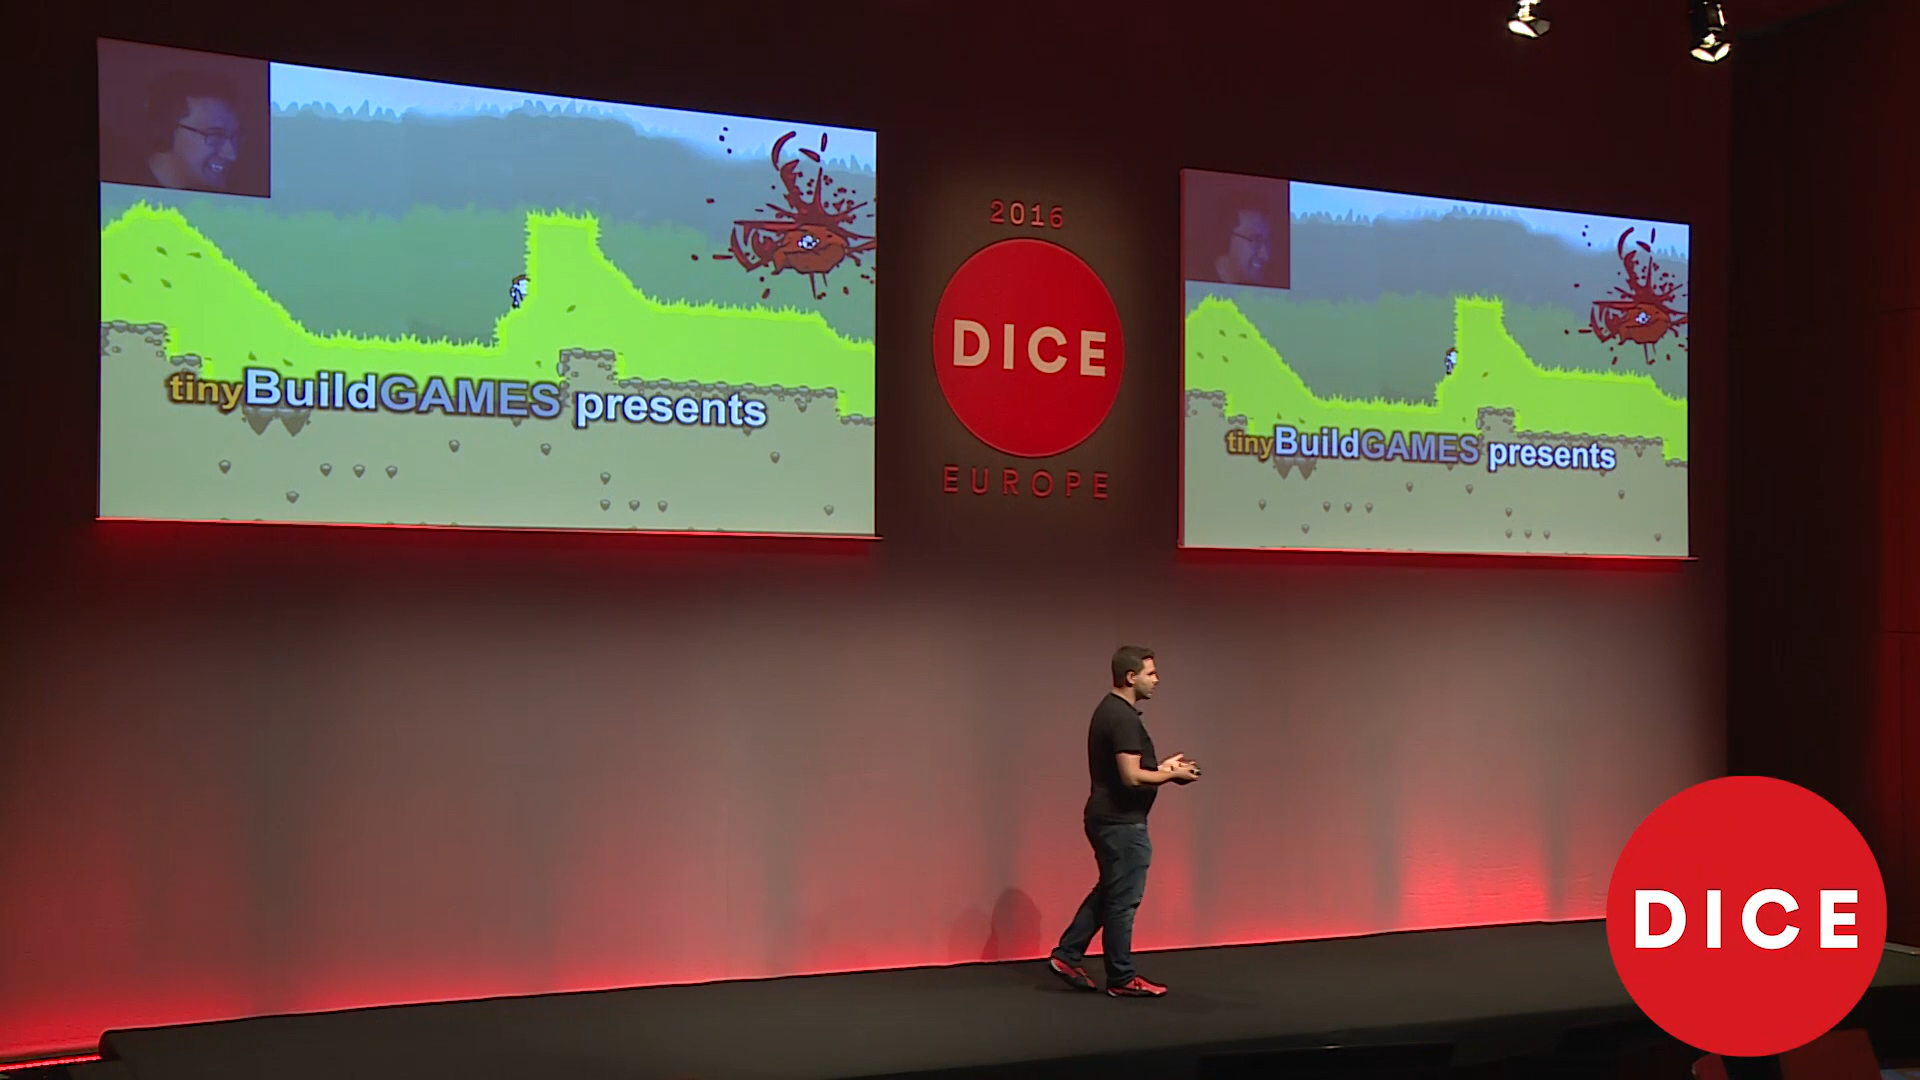 tinyBuildGAMES presents
2016
DICE
EUROPE
tinyBuildGAMES presents
DICE